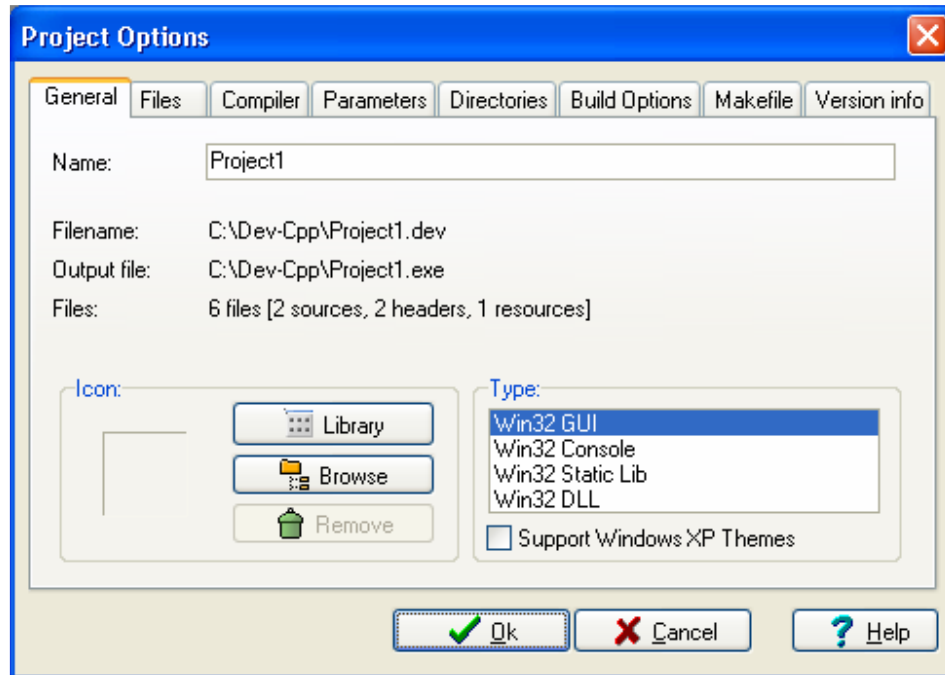 Project Options
General Files Compiler Parameters Directories Build Options Makefile Version info
Name: Project1
Filename: C:\Dev-Cpp\Project1.dev
Output file: C:\Dev-Cpp\Project1.exe
Files: 6 files [2 sources, 2 headers, 1 resources]
Icon:
Library
Browse
Remove
Type:
Win32 GUI
Win32 Console
Win32 Static Lib
Win32 DLL
Support Windows XP Themes
Ok Cancel Help